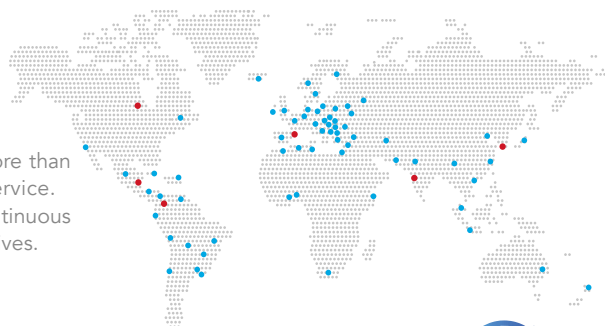 ore than
ervice.
tinuous
ves.